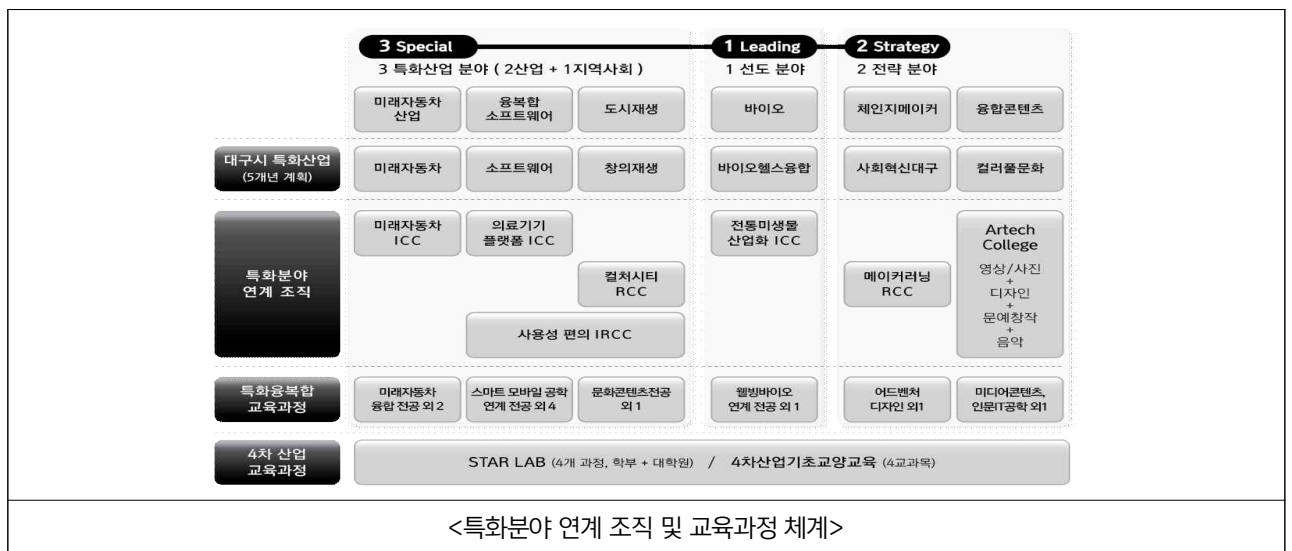 3 Special 1 Leading 2 Strategy
3 특화산업 분야 ( 2산업 + 1지역사회 ) 1 선도 분야 2 전략 분야
미래자동차 산업 융복합 소프트웨어 도시재생 바이오 체인지메이커 융합콘텐츠
대구시 특화산업 (5개년 계획) 미래자동차 소프트웨어 창의재생 바이오헬스융합 사회혁신대구 컬러풀문화
특화분야
연계 조직
미래자동차
ICC
의료기기
플랫폼 ICC
컬처시티
RCC
사용성 편의 IRCC
전통미생물
산업화 ICC
메이커러닝
RCC
Artech
College
영상/사진
+
디자인
+
문예창작
+
음악
특화융복합
교육과정
미래자동차
융합 전공 외 2
스마트 모바일 공학
연계 전공 외 4
문화콘텐츠전공
외 1
웰빙바이오
연계 전공 외 1
어드벤처
디자인 외1
미디어콘텐츠,
인문IT공학 외1
4차 산업
교육과정
STAR LAB (4개 과정, 학부 + 대학원) / 4차산업기초교양교육 (4교과목)
<특화분야 연계 조직 및 교육과정 체계>